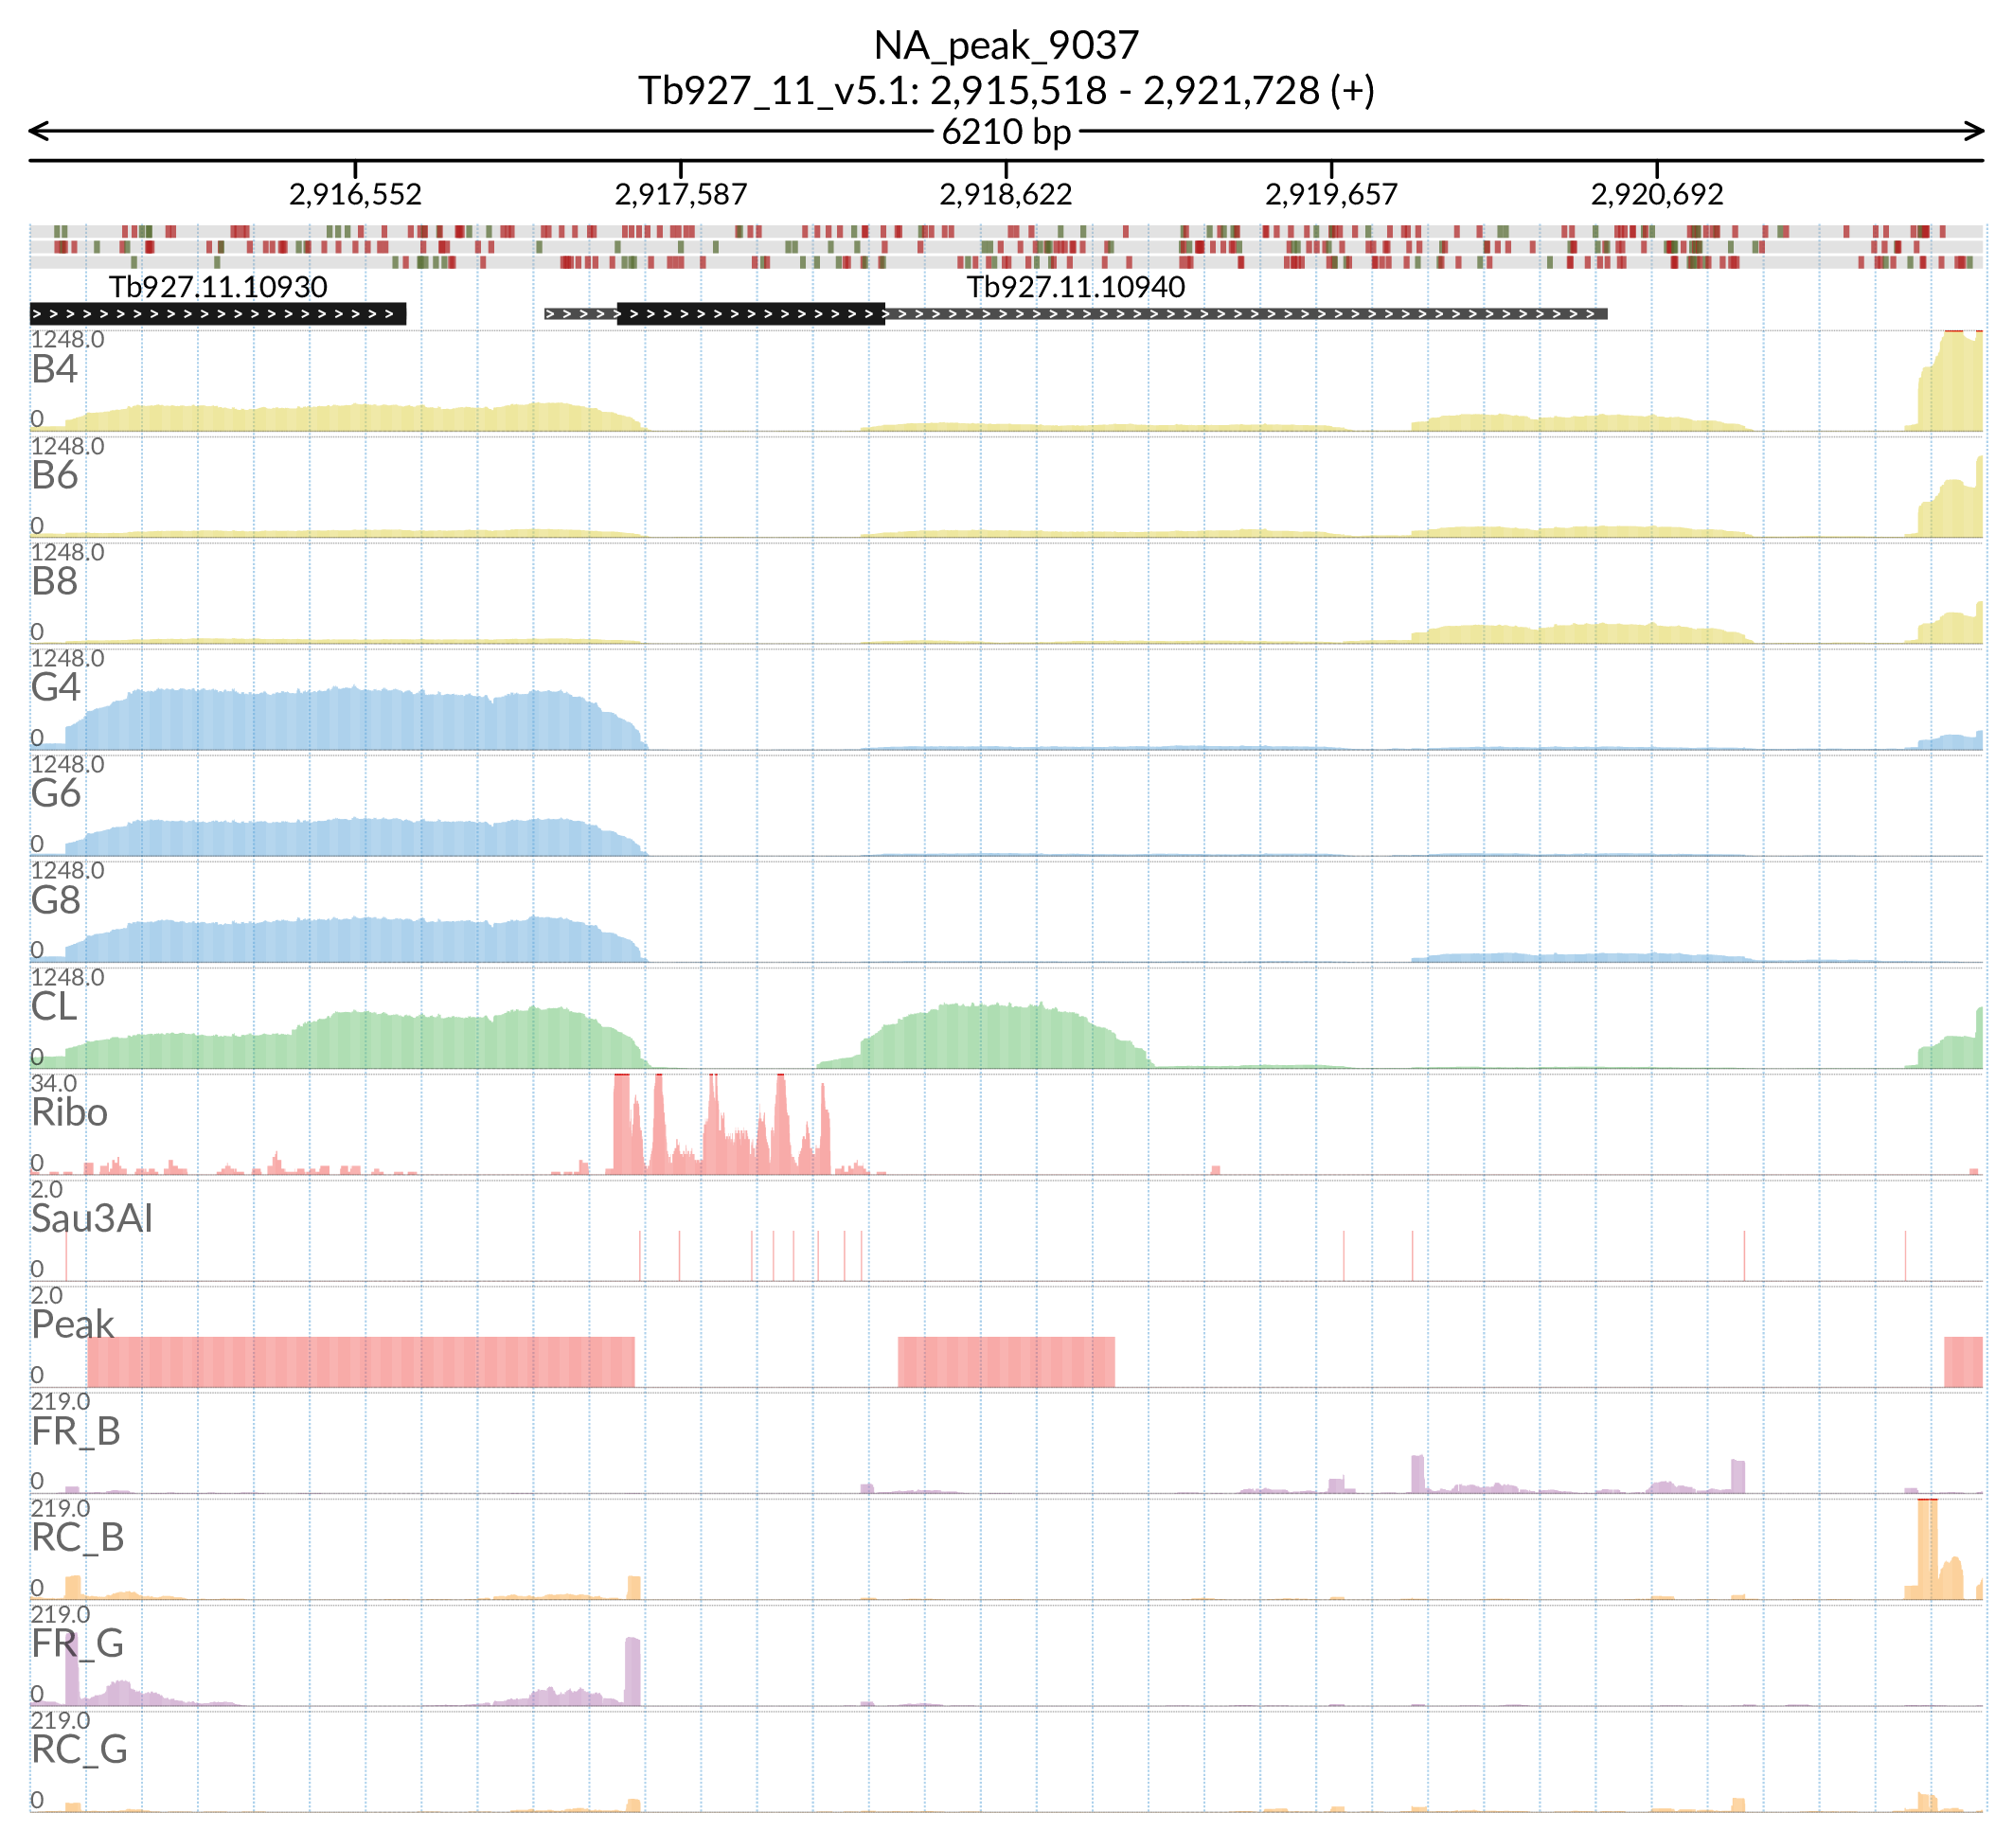 NA_peak_9037
Tb927_11_v5.1: 2,915,518 - 2,921,728 (+)
6210 bp
2,916,552 2,917,587 2,918,622 2,919,657 2,920,692
Tb927.11.10930 Tb927.11.10940
1248.0
B4
0
1248.0
B6
0
1248.0
B8
0
1248.0
G4
0
1248.0
G6
0
1248.0
G8
0
1248.0
CL
0
34.0
Ribo
0
2.0
Sau3AI
0
2.0
Peak
0
219.0
FR_B
0
219.0
RC_B
0
219.0
FR_G
0
219.0
RC_G
0